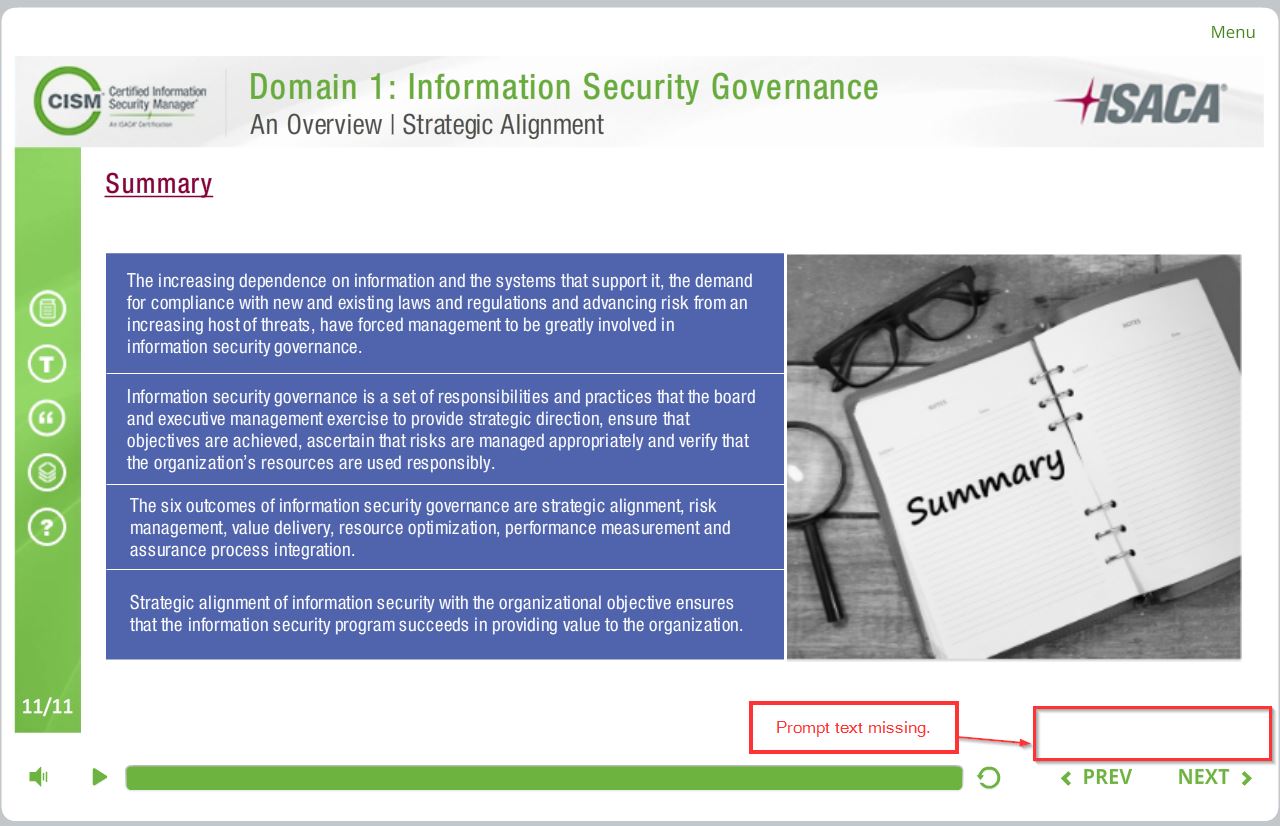 Menu
CISM
Certified Information
Security Manager®
An ISACA® Certification
Domain 1: Information Security Governance
An Overview | Strategic Alignment
ISACA®
Summary
The increasing dependence on information and the systems that support it, the demand
for compliance with new and existing laws and regulations and advancing risk from an
increasing host of threats, have forced management to be greatly involved in
information security governance.
Information security governance is a set of responsibilities and practices that the board
and executive management exercise to provide strategic direction, ensure that
objectives are achieved, ascertain that risks are managed appropriately and verify that
the organization’s resources are used responsibly.
The six outcomes of information security governance are strategic alignment, risk
management, value delivery, resource optimization, performance measurement and
assurance process integration.
Strategic alignment of information security with the organizational objective ensures
that the information security program succeeds in providing value to the organization.
NOTES
NOTES
Summary
T
?
11/11
Prompt text missing.
PREV
NEXT